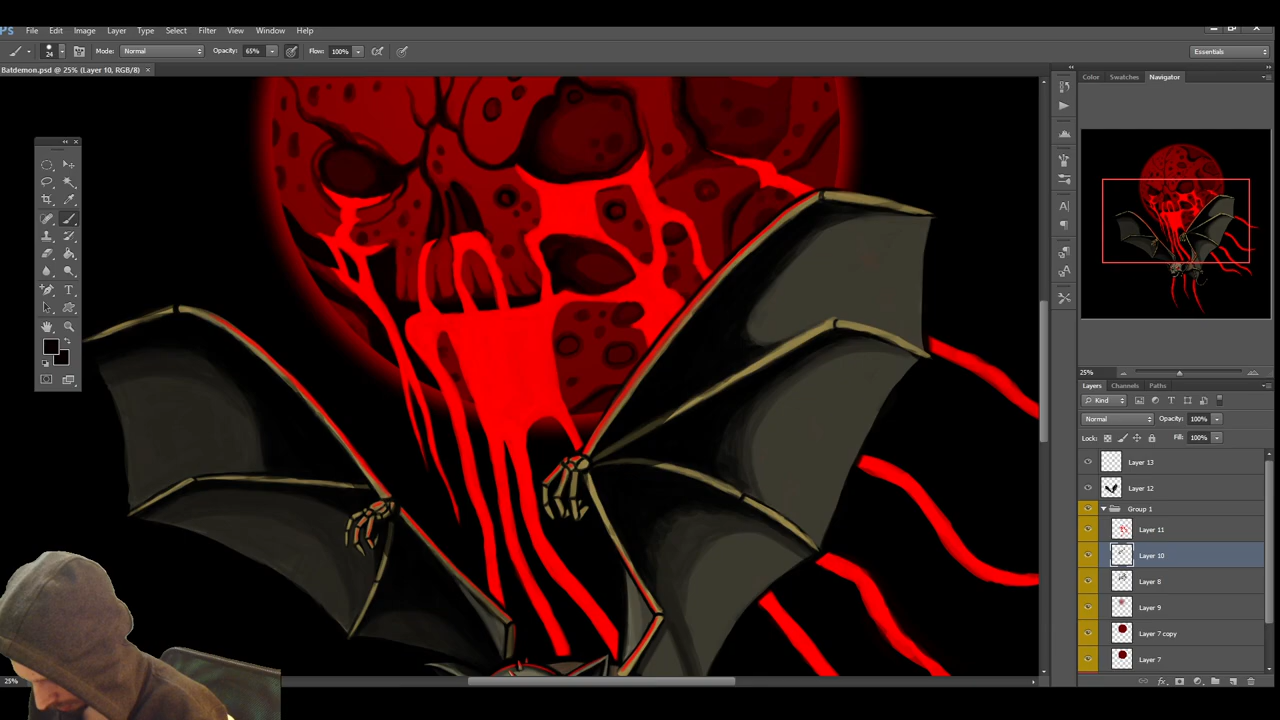 Ps File Edit Image Layer Type Select Filter View Window Help
24 Mode: Normal Opacity: 65% Flow: 100% Essentials
Batdemon.psd @ 25% (Layer 10, RGB/8) ×
Color Swatches Navigator
25%
Layers Channels Paths
Kind
Normal Opacity: 100%
Lock: Fill: 100%
Layer 13
Layer 12
Group 1
Layer 11
Layer 10
Layer 8
Layer 9
Layer 7 copy
Layer 7
25%